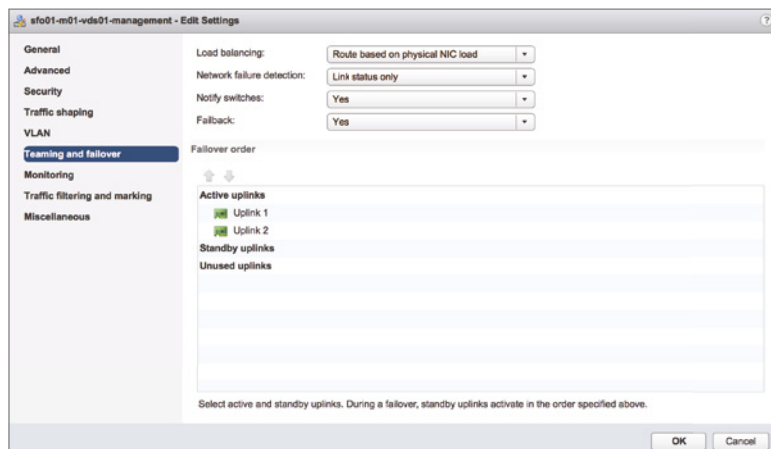 sfo01-m01-vds01-management - Edit Settings
?
General
Advanced
Security
Traffic shaping
VLAN
Teaming and failover
Monitoring
Traffic filtering and marking
Miscellaneous
Load balancing: Route based on physical NIC load
Network failure detection: Link status only
Notify switches: Yes
Failback: Yes
Failover order
Active uplinks
Uplink 1
Uplink 2
Standby uplinks
Unused uplinks
Select active and standby uplinks. During a failover, standby uplinks activate in the order specified above.
OK Cancel